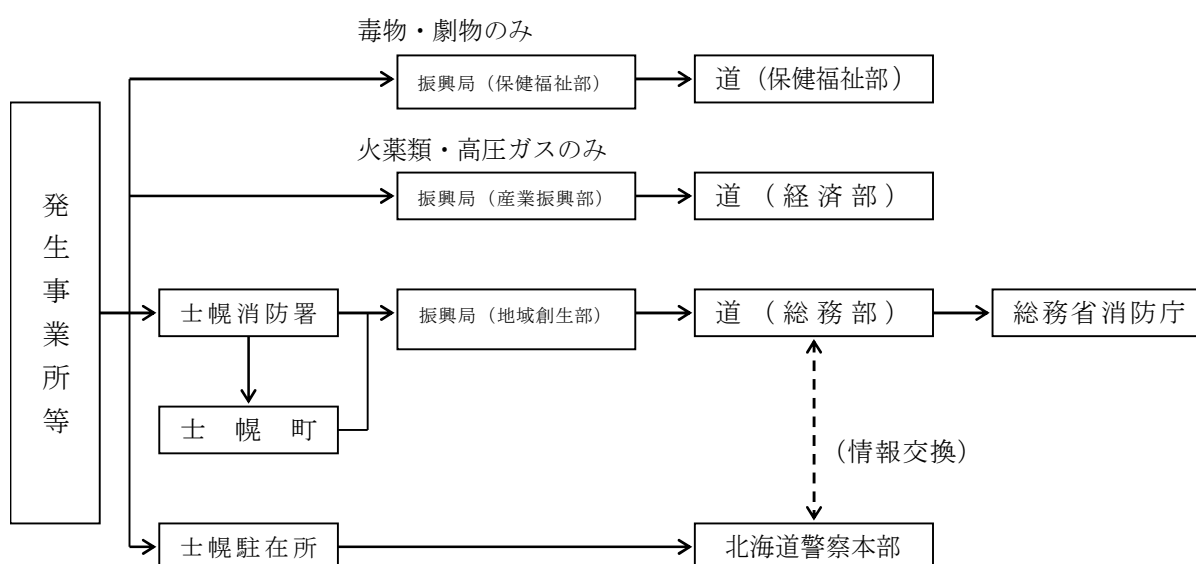 毒物・劇物のみ
振興局(保健福祉部)
道(保健福祉部)
火薬類・高圧ガスのみ
振興局(産業振興部)
道(経済部)
発生事業所等
士幌消防署
振興局(地域創生部)
道(総務部)
総務省消防庁
士幌町
(情報交換)
士幌駐在所
北海道警察本部